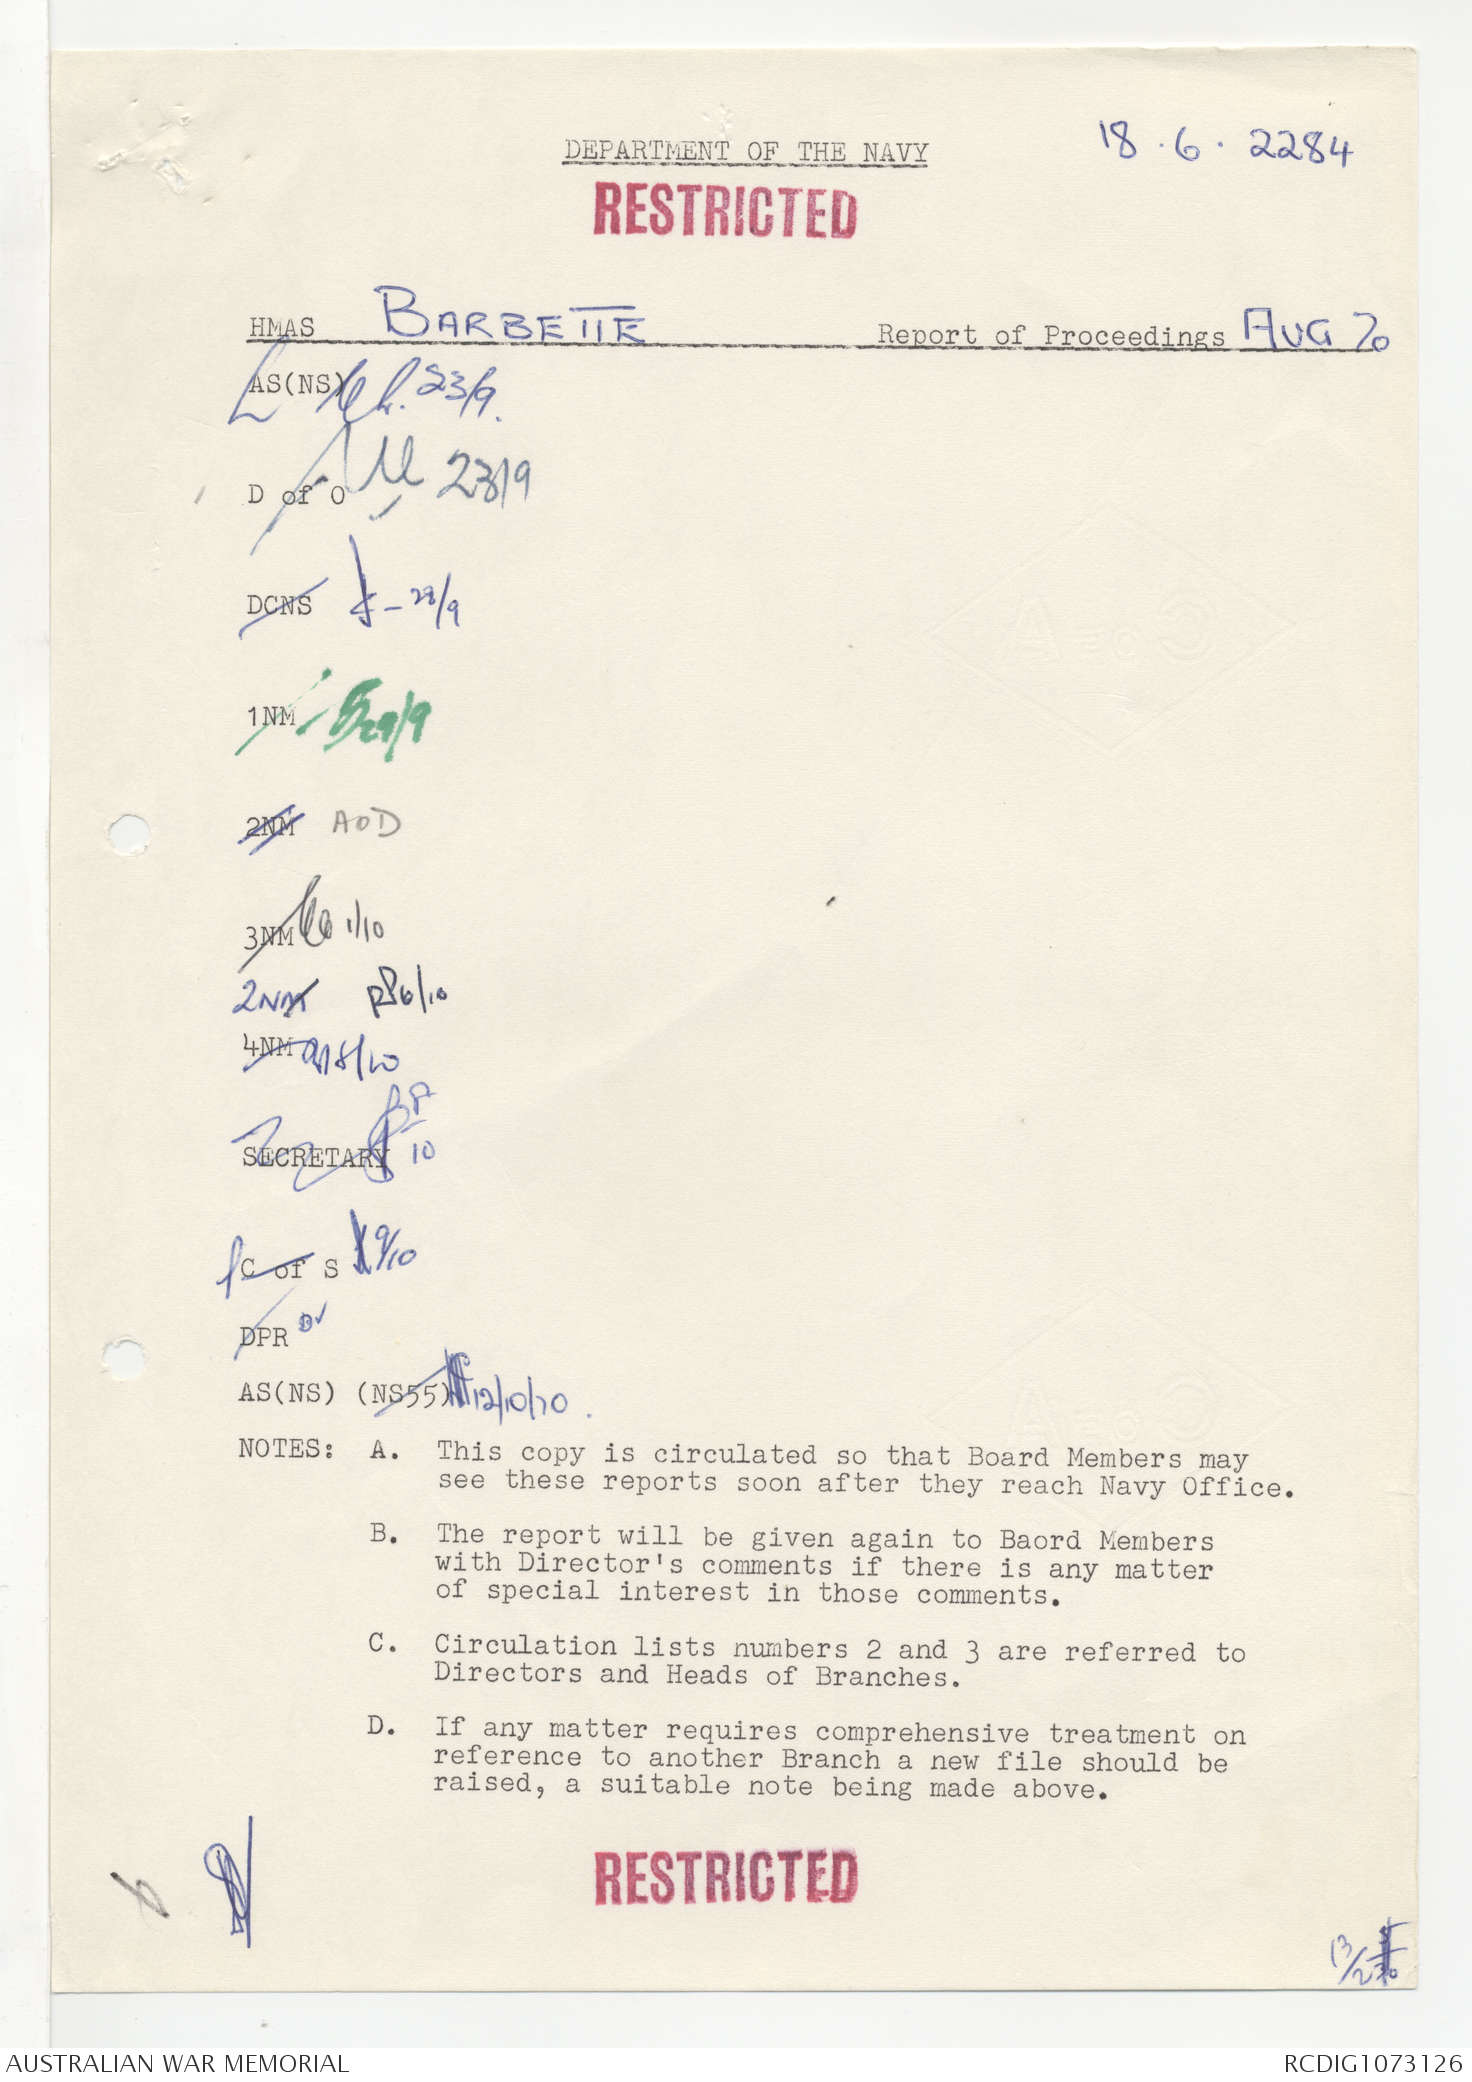 18.6.2284
DEPARTMENT OF THE NAVY
RESTRICTED
HMAS BARBETTE Report of Proceedings AUG 70
AS(NS) 23/9.
D of O 23/9
DCNS 28/9
1NM 29/9
2NM AOD
3NM 1/10
2NM 6/10
4NM 8/10
SECRETARY 8/10
C of S 9/10
DPR
AS(NS) (NS55) 12/10/70.
NOTES: A. This copy is circulated so that Board Members may
see these reports soon after they reach Navy Office.
B. The report will be given again to Baord Members
with Director's comments if there is any matter
of special interest in those comments.
C. Circulation lists numbers 2 and 3 are referred to
Directors and Heads of Branches.
D. If any matter requires comprehensive treatment on
reference to another Branch a new file should be
raised, a suitable note being made above.
RESTRICTED
AUSTRALIAN WAR MEMORIAL RCDIG1073126